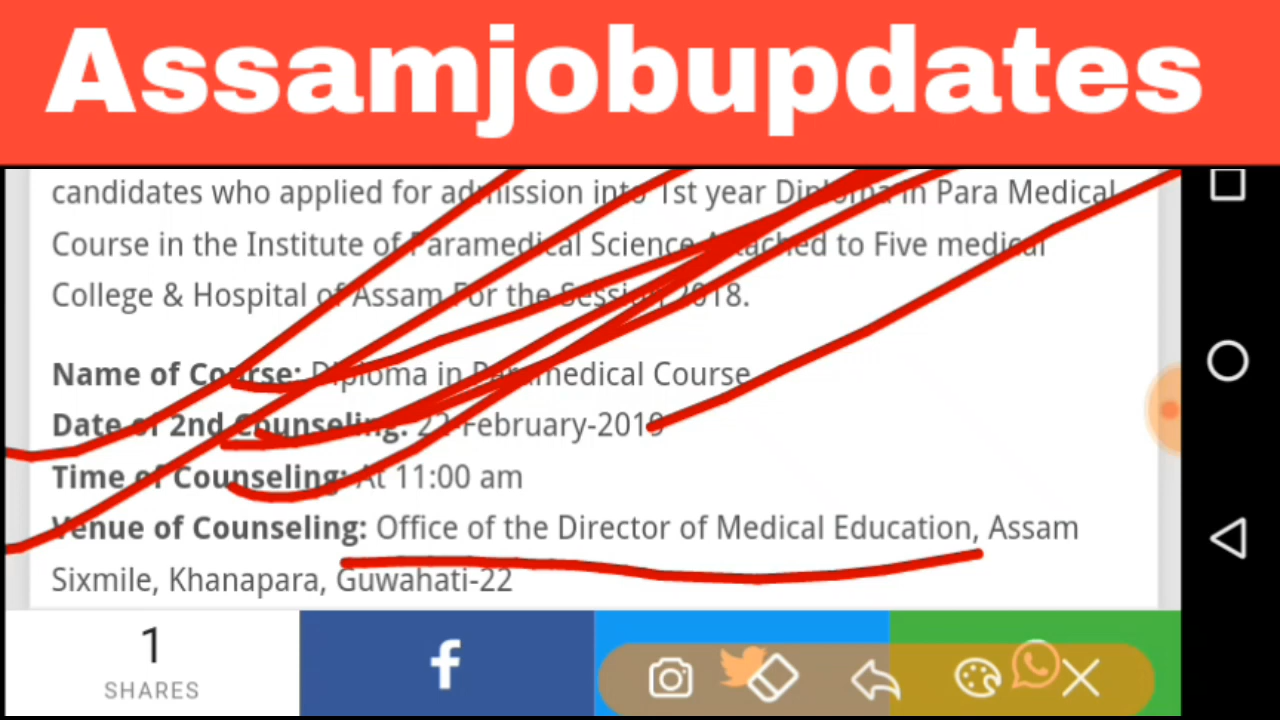 Assamjobupdates
candidates who applied for admission into 1st year Diploma in Para Medical
Course in the Institute of Paramedical Science Attached to Five medical
College & Hospital of Assam For the Session 2018.
Name of Course: Diploma in Paramedical Course
Date of 2nd Counseling: 22-February-2019
Time of Counseling: At 11:00 am
Venue of Counseling: Office of the Director of Medical Education, Assam
Sixmile, Khanapara, Guwahati-22
1
SHARES